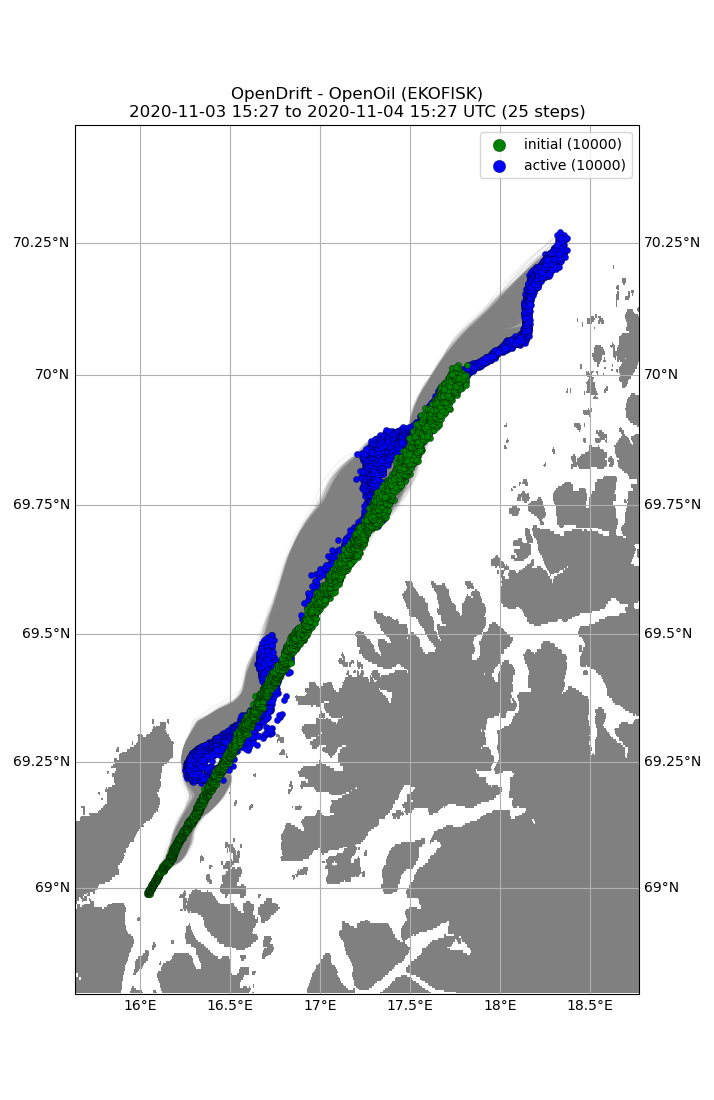 OpenDrift - OpenOil (EKOFISK)
2020-11-03 15:27 to 2020-11-04 15:27 UTC (25 steps)
initial (10000)
active (10000)
70.25°N 70.25°N
70°N 70°N
69.75°N 69.75°N
69.5°N 69.5°N
69.25°N 69.25°N
69°N 69°N
16°E 16.5°E 17°E 17.5°E 18°E 18.5°E